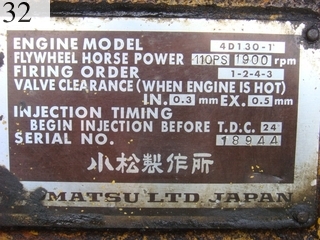 32
ENGINE MODEL 4D130-1
FLYWHEEL HORSE POWER 110PS 1900 rpm
FIRING ORDER 1-2-4-3
VALVE CLEARANCE (WHEN ENGINE IS HOT)
IN. 0.3 mm EX. 0.5 mm
INJECTION TIMING
BEGIN INJECTION BEFORE T.D.C. 24
SERIAL NO. 18944
小松製作所
MATSU LTD JAPAN